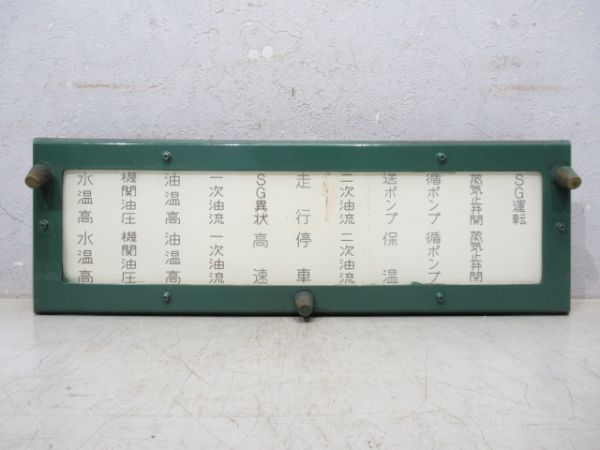 水温高
機関油圧
油温高
一次油流
SG異状
走行
二次油流
送ポンプ
循ポンプ
蒸気止弁開
SG運転
水温高
機関油圧
油温高
一次油流
高速
停車
二次油流
保温
循ポンプ
蒸気止弁開